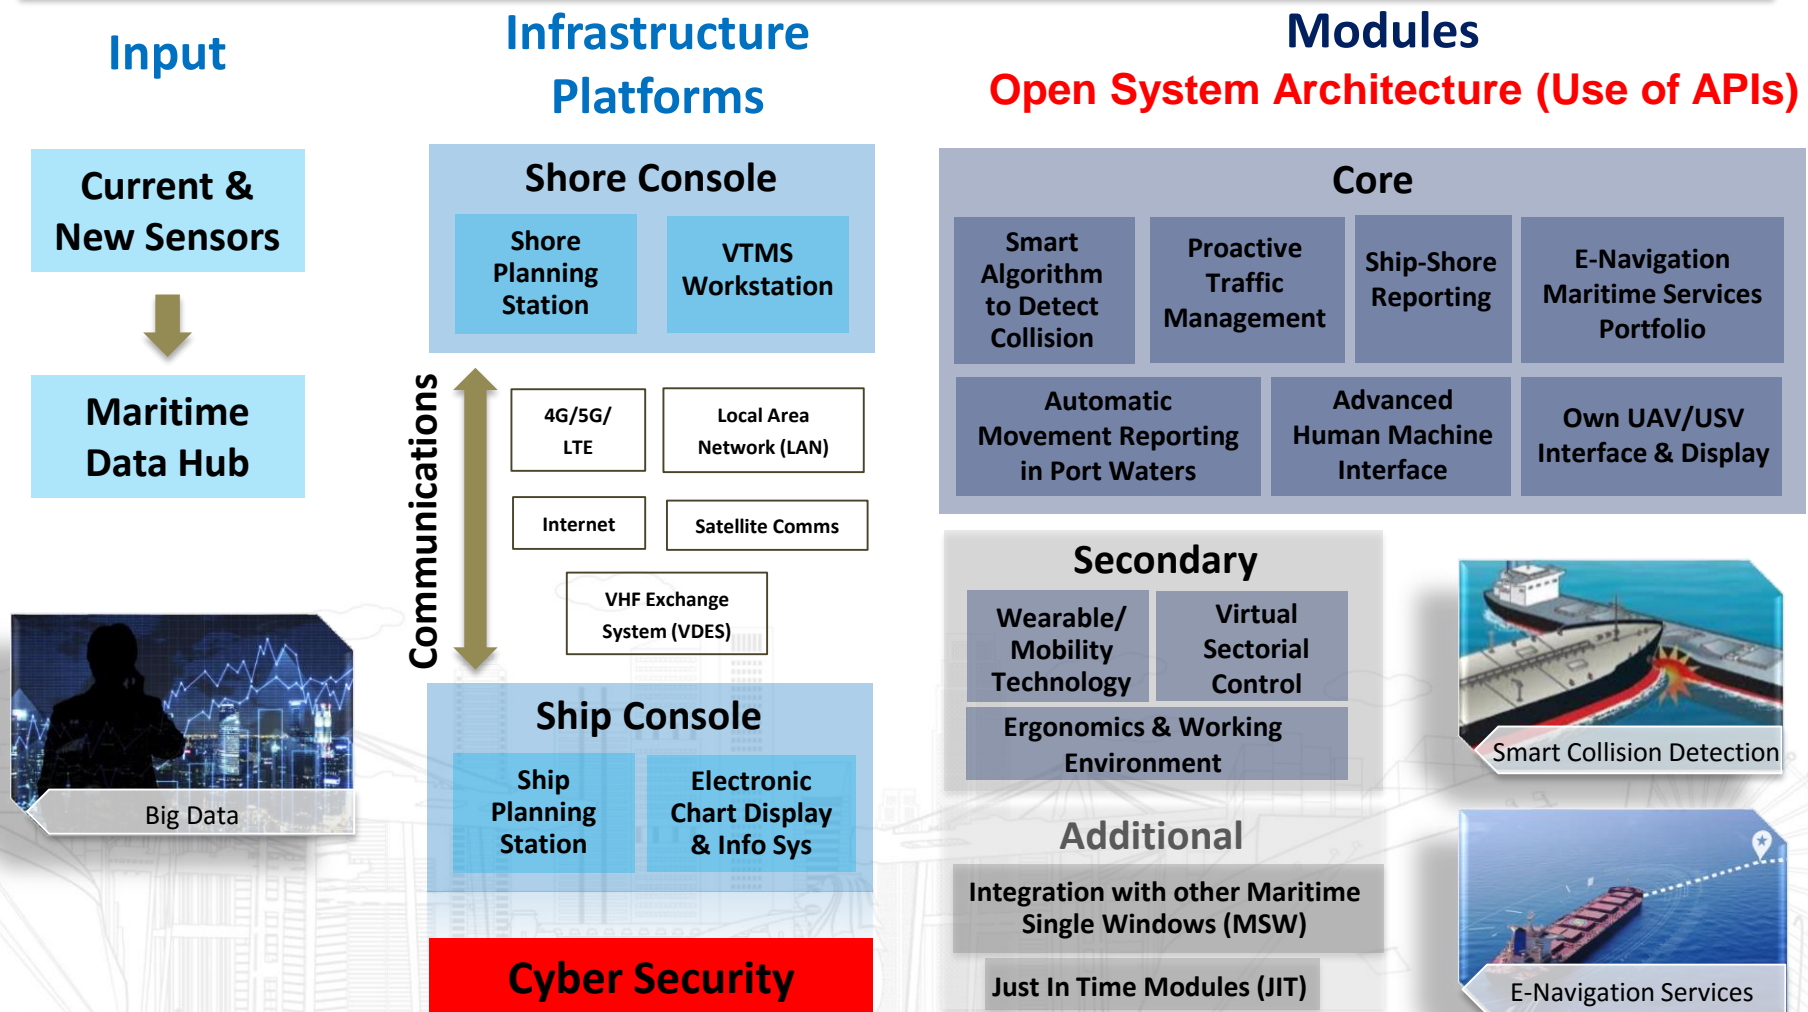 Input
Current &
New Sensors
Maritime
Data Hub
Big Data
Infrastructure
Platforms
Shore Console
Shore
Planning
Station
VTMS
Workstation
Communications
4G/5G/
LTE
Local Area
Network (LAN)
Internet
Satellite Comms
VHF Exchange
System (VDES)
Ship Console
Ship
Planning
Station
Electronic
Chart Display
& Info Sys
Cyber Security
Modules
Open System Architecture (Use of APIs)
Core
Smart
Algorithm
to Detect
Collision
Proactive
Traffic
Management
Ship-Shore
Reporting
E-Navigation
Maritime Services
Portfolio
Automatic
Movement Reporting
in Port Waters
Advanced
Human Machine
Interface
Own UAV/USV
Interface & Display
Secondary
Wearable/
Mobility
Technology
Virtual
Sectorial
Control
Ergonomics & Working
Environment
Additional
Integration with other Maritime
Single Windows (MSW)
Just In Time Modules (JIT)
Smart Collision Detection
E-Navigation Services